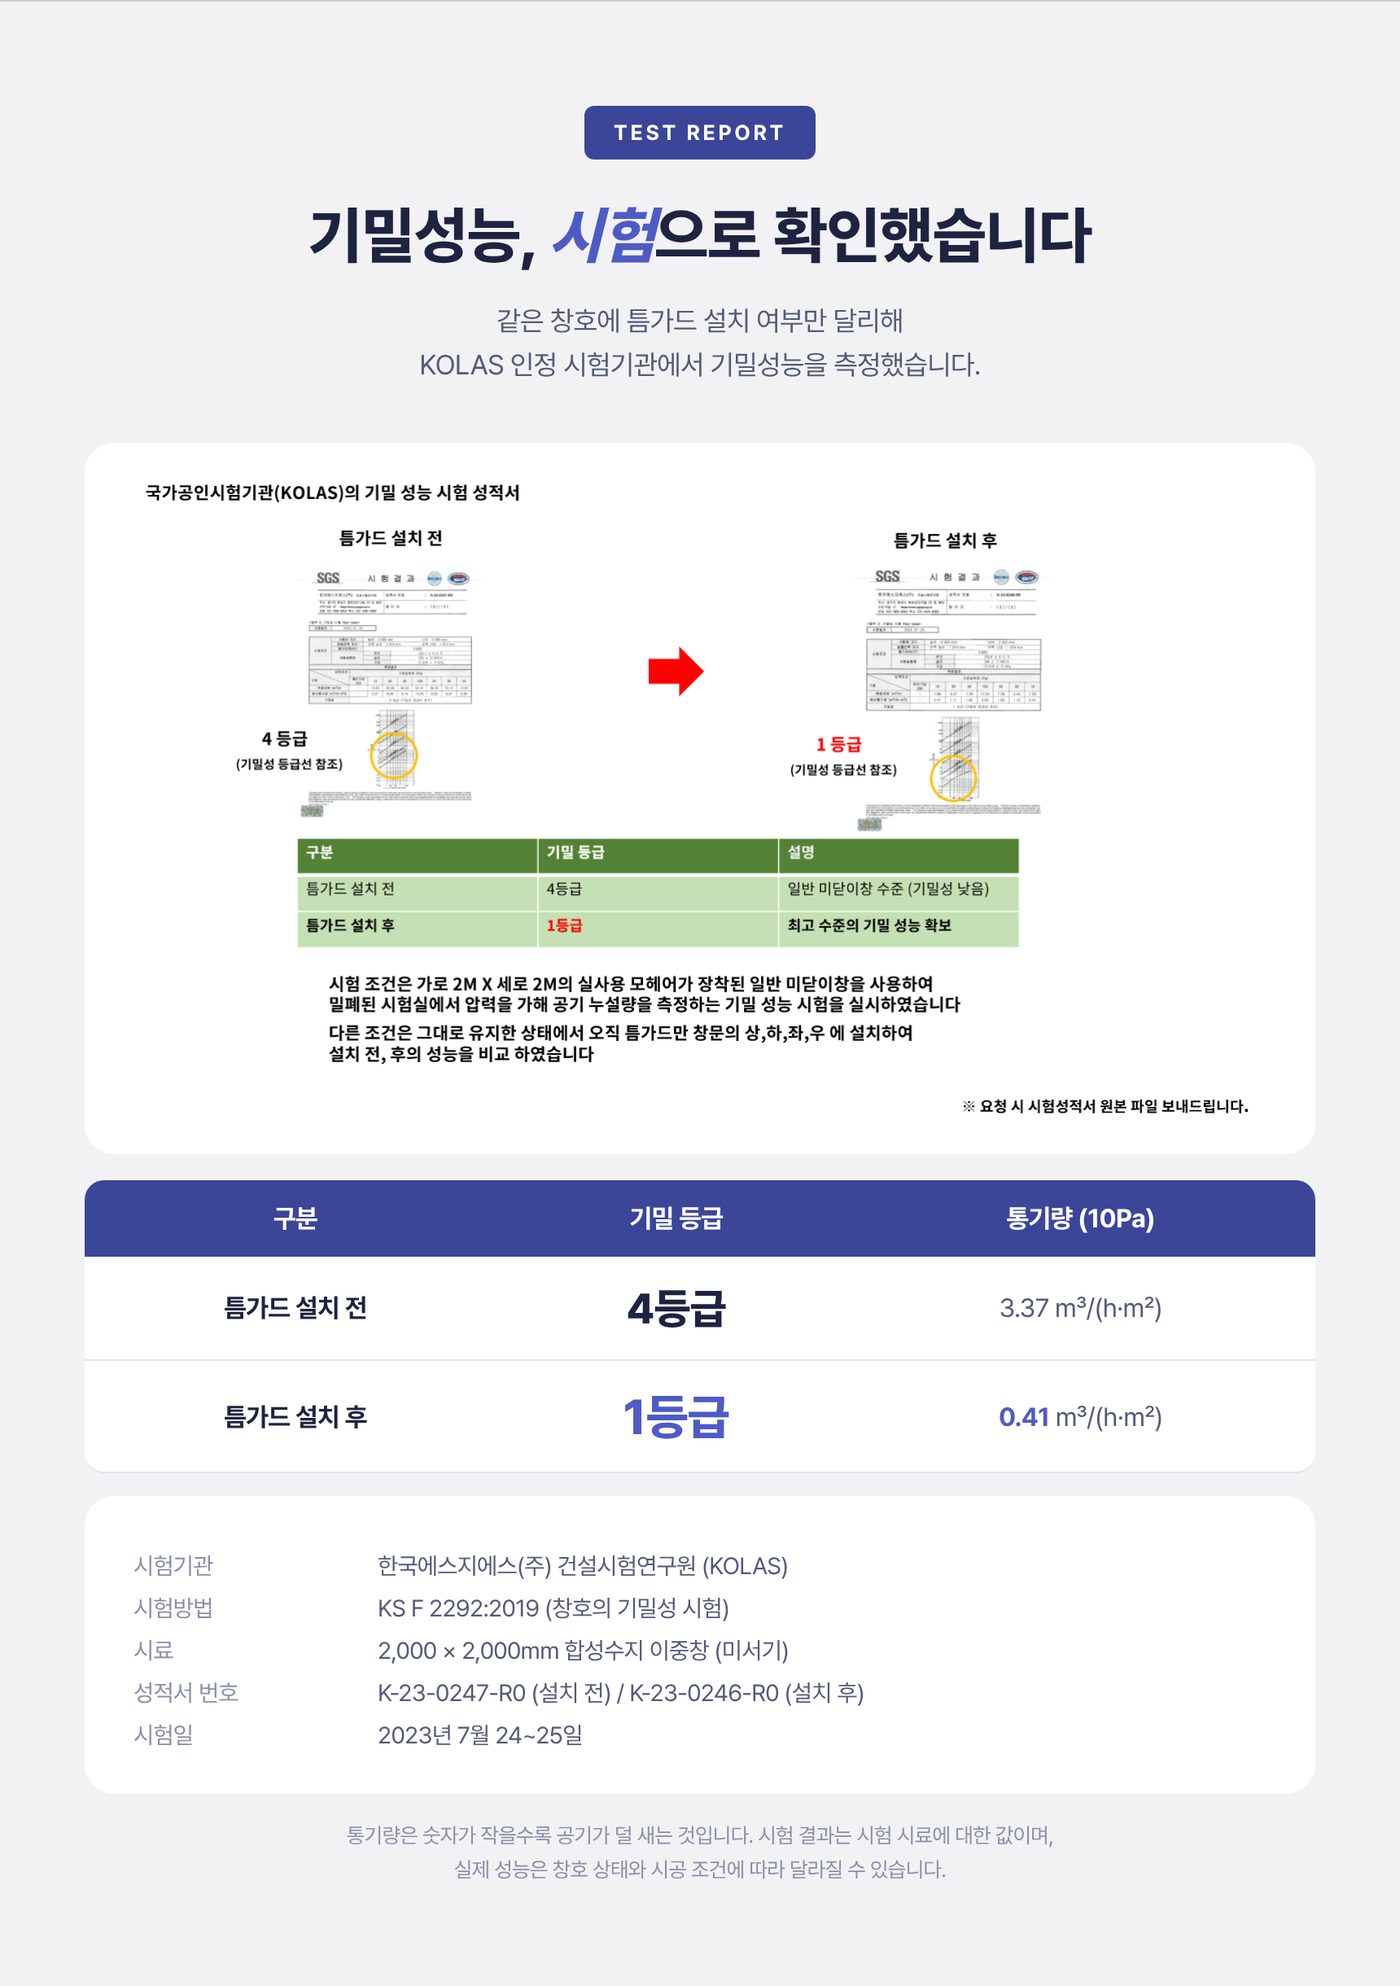 TEST REPORT
기밀성능, 시험으로 확인했습니다
같은 창호에 틈가드 설치 여부만 달리해
KOLAS 인정 시험기관에서 기밀성능을 측정했습니다.
국가공인시험기관(KOLAS)의 기밀 성능 시험 성적서
틈가드 설치 전
틈가드 설치 후
SGS 시 험 결 과
SGS 시 험 결 과
4 등급
(기밀성 등급선 참조)
1 등급
(기밀성 등급선 참조)
구분 기밀 등급 설명
틈가드 설치 전 4등급 일반 미닫이창 수준 (기밀성 낮음)
틈가드 설치 후 1등급 최고 수준의 기밀 성능 확보
시험 조건은 가로 2M X 세로 2M의 실사용 모헤어가 장착된 일반 미닫이창을 사용하여
밀폐된 시험실에서 압력을 가해 공기 누설량을 측정하는 기밀 성능 시험을 실시하였습니다
다른 조건은 그대로 유지한 상태에서 오직 틈가드만 창문의 상,하,좌,우 에 설치하여
설치 전, 후의 성능을 비교 하였습니다
※ 요청 시 시험성적서 원본 파일 보내드립니다.
구분 기밀 등급 통기량 (10Pa)
틈가드 설치 전 4등급 3.37 m³/(h·m²)
틈가드 설치 후 1등급 0.41 m³/(h·m²)
시험기관 한국에스지에스(주) 건설시험연구원 (KOLAS)
시험방법 KS F 2292:2019 (창호의 기밀성 시험)
시료 2,000 × 2,000mm 합성수지 이중창 (미서기)
성적서 번호 K-23-0247-R0 (설치 전) / K-23-0246-R0 (설치 후)
시험일 2023년 7월 24~25일
통기량은 숫자가 작을수록 공기가 덜 새는 것입니다. 시험 결과는 시험 시료에 대한 값이며,
실제 성능은 창호 상태와 시공 조건에 따라 달라질 수 있습니다.